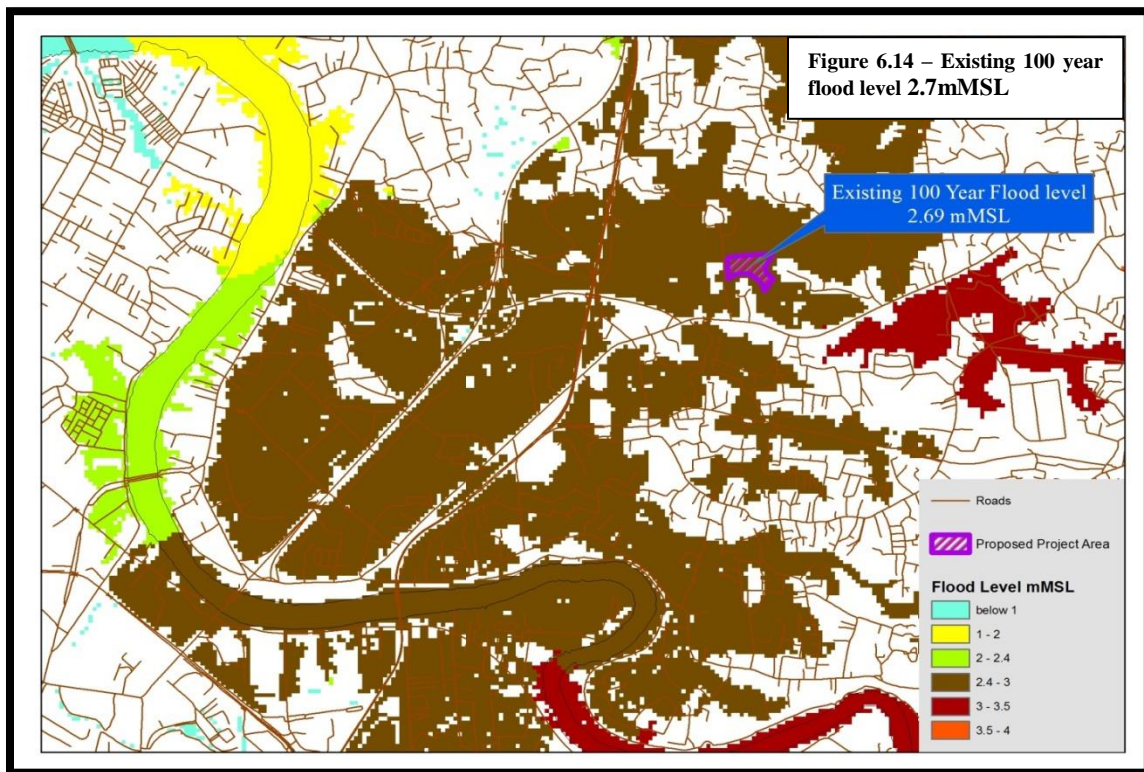 Figure 6.14 – Existing 100 year
flood level 2.7mMSL
Existing 100 Year Flood level
2.69 mMSL
Roads
Proposed Project Area
Flood Level mMSL
below 1
1 - 2
2 - 2.4
2.4 - 3
3 - 3.5
3.5 - 4